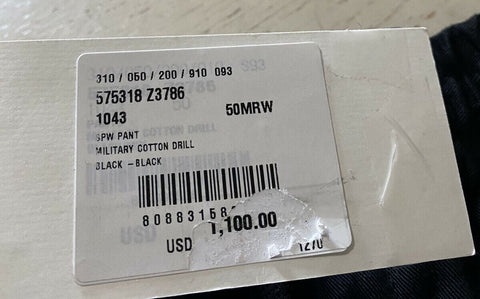 310 / 050 / 200 / 910 093
575318 Z3786
1043
50MRW
SPW PANT
MILITARY COTTON DRILL
BLACK - BLACK
80883158
1,100.00
USD
1270